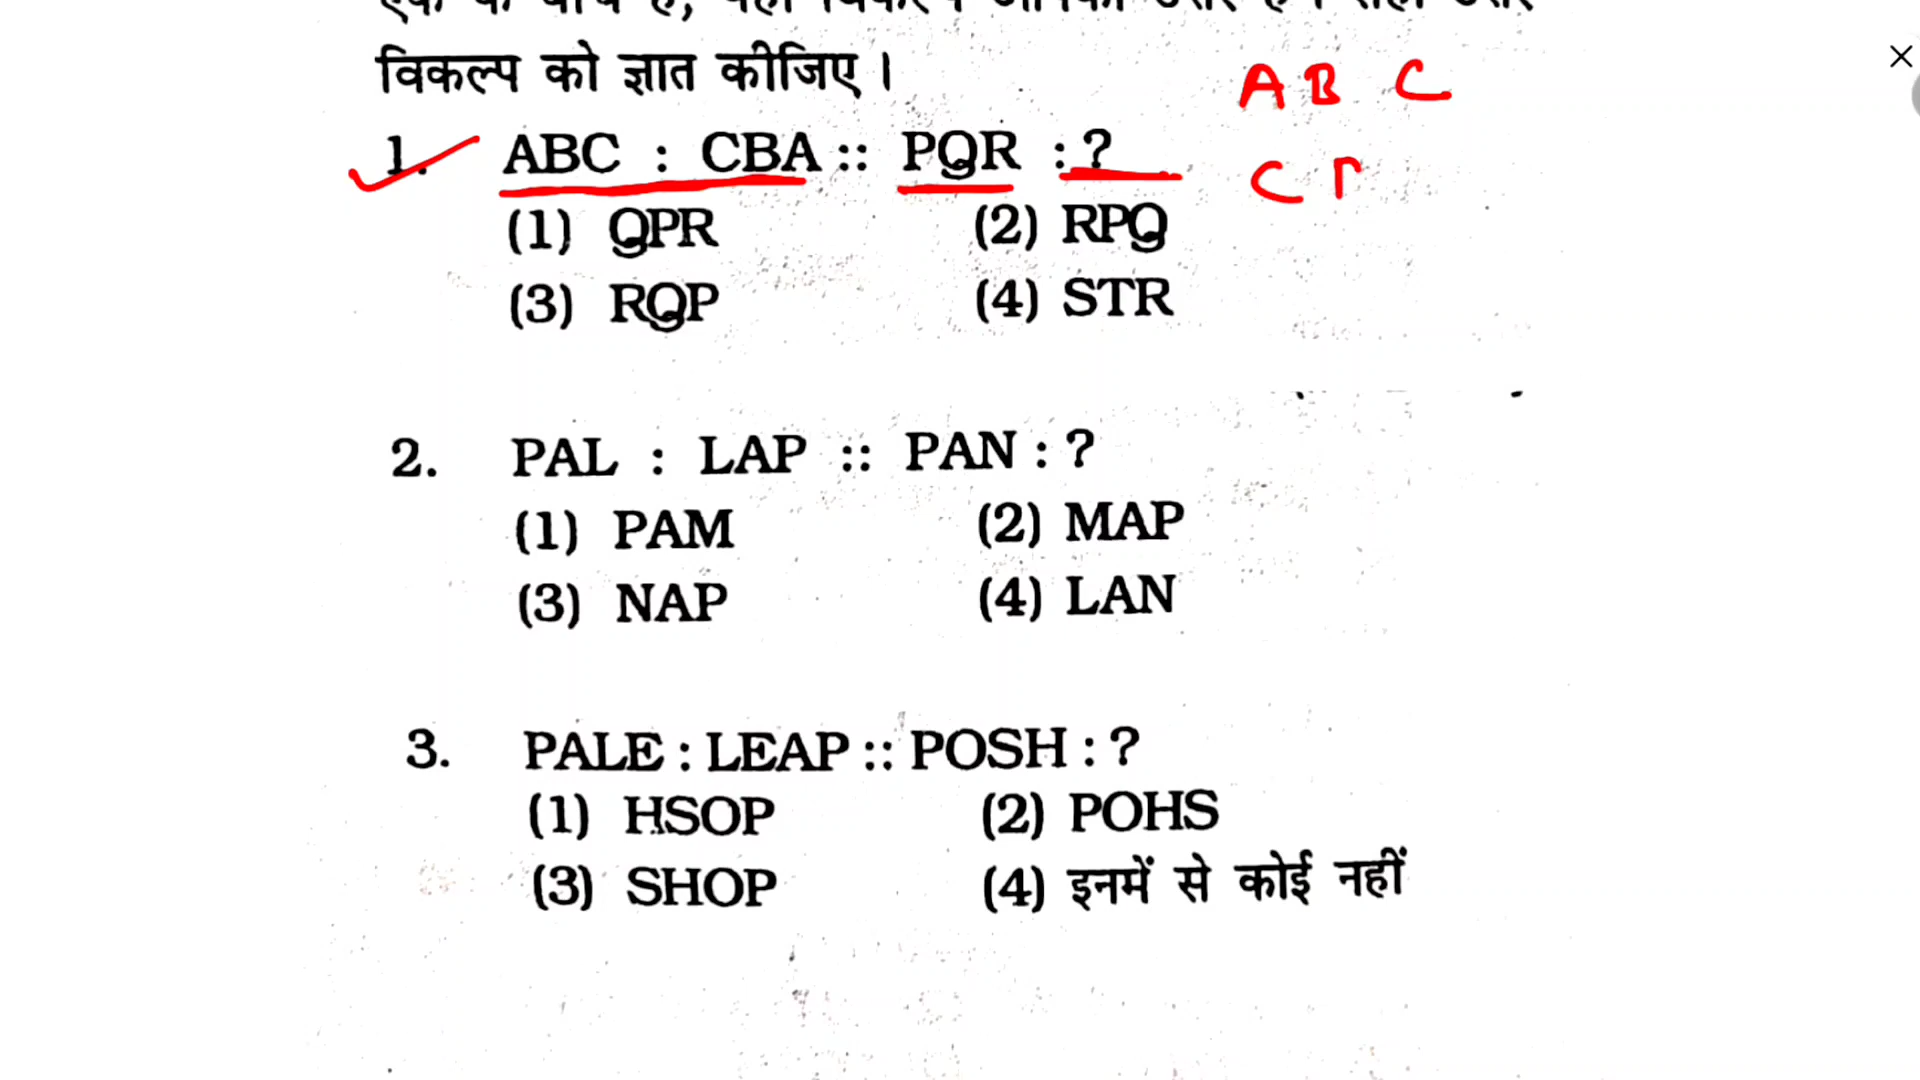 विकल्प को ज्ञात कीजिए।
A B C
1. ABC : CBA :: PQR : ?
C
(1) QPR (2) RPQ
(3) RQP (4) STR
2. PAL : LAP :: PAN : ?
(1) PAM (2) MAP
(3) NAP (4) LAN
3. PALE : LEAP :: POSH : ?
(1) HSOP (2) POHS
(3) SHOP (4) इनमें से कोई नहीं